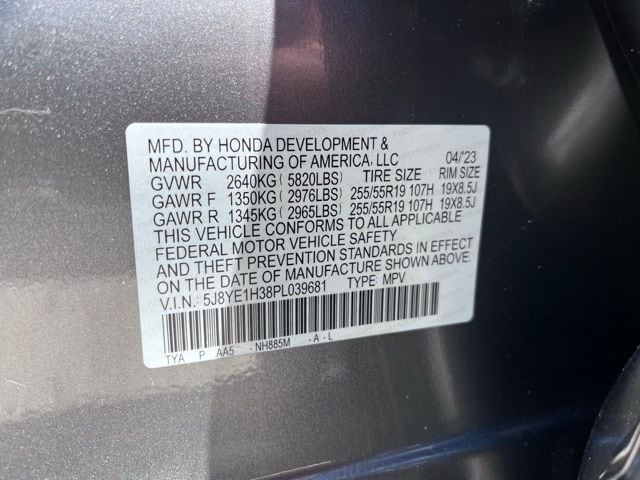 MFD. BY HONDA DEVELOPMENT &
MANUFACTURING OF AMERICA, LLC 04/'23
GVWR 2640KG( 5820LBS) TIRE SIZE RIM SIZE
GAWR F 1350KG( 2976LBS) 255/55R19 107H 19X8.5J
GAWR R 1345KG( 2965LBS) 255/55R19 107H 19X8.5J
THIS VEHICLE CONFORMS TO ALL APPLICABLE
FEDERAL MOTOR VEHICLE SAFETY
AND THEFT PREVENTION STANDARDS IN EFFECT
ON THE DATE OF MANUFACTURE SHOWN ABOVE.
V.I.N.: 5J8YE1H38PL039681 TYPE: MPV
TYA P AA5 -NH885M -A-L